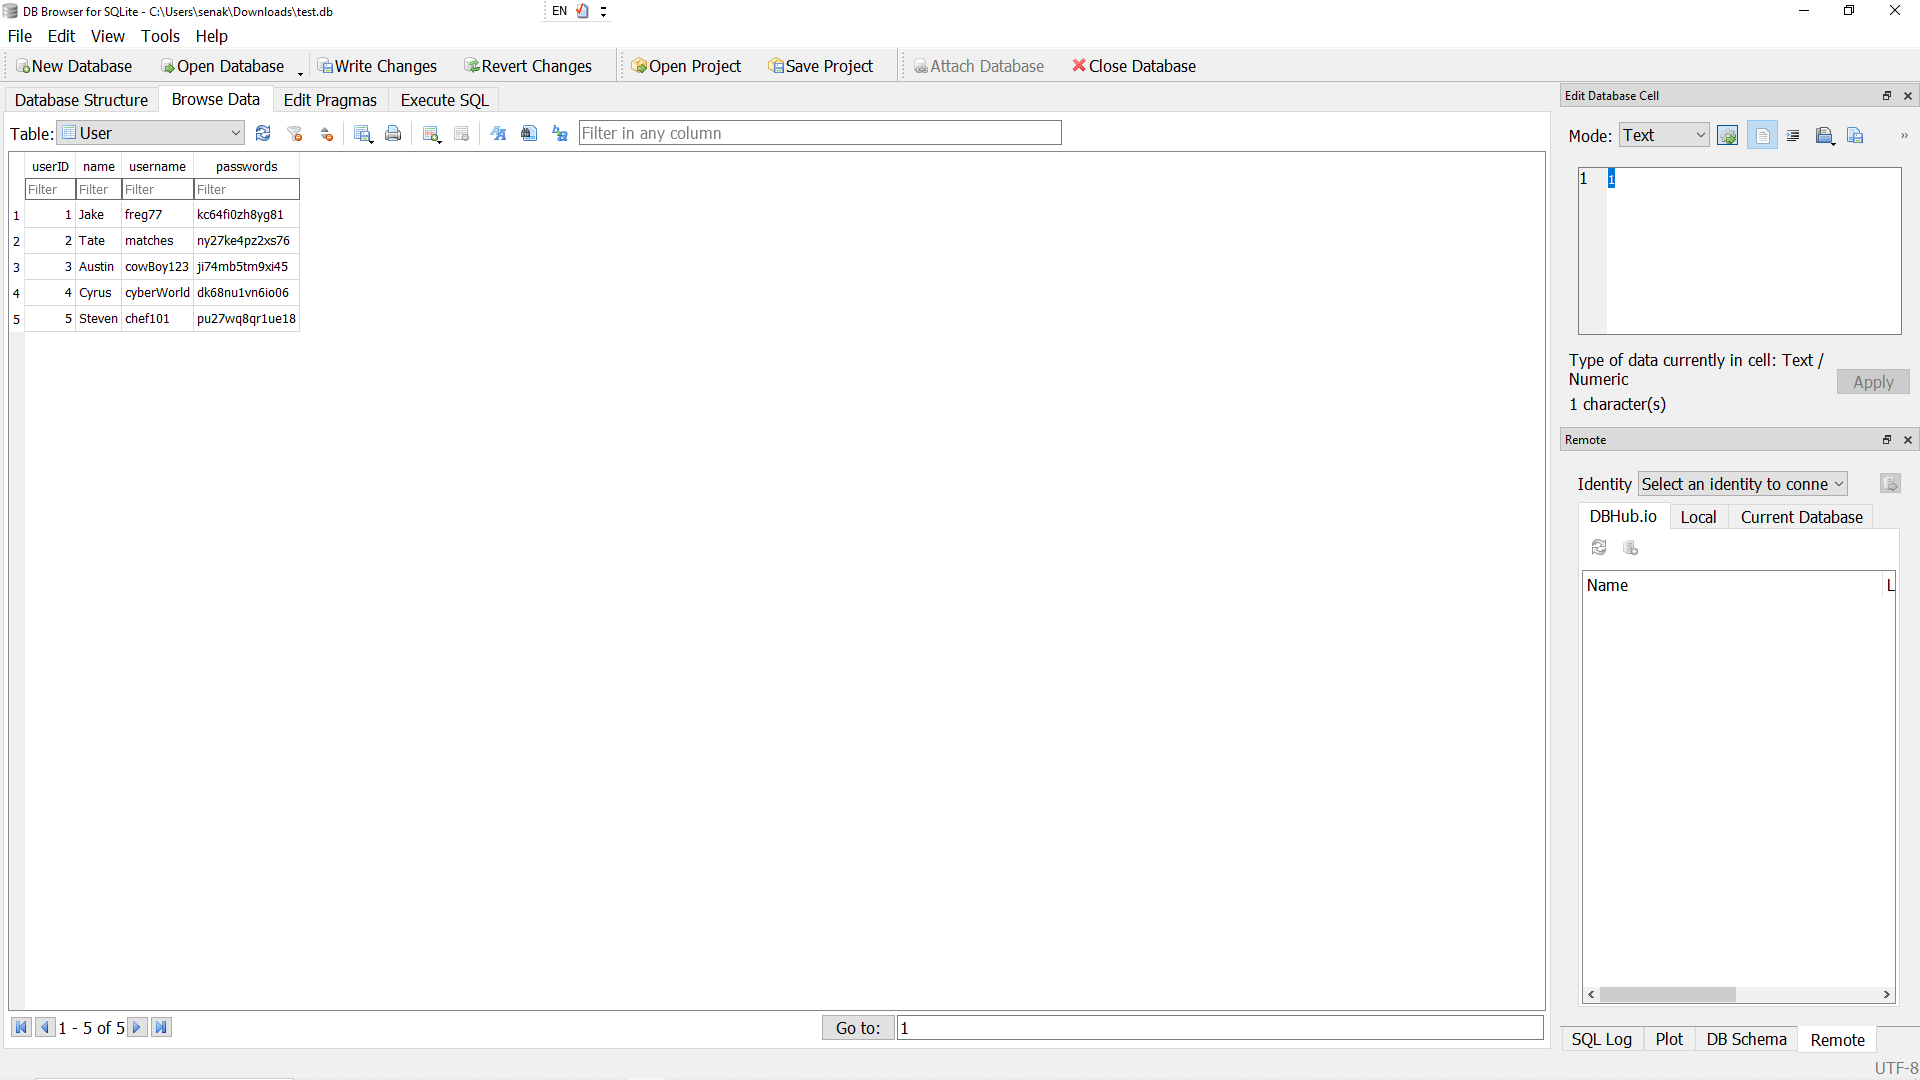 DB Browser for SQLite - C:\Users\senak\Downloads\test.db
EN
File Edit View Tools Help
New Database Open Database Write Changes Revert Changes Open Project Save Project Attach Database Close Database
Database Structure Browse Data Edit Pragmas Execute SQL
Table: User Filter in any column
userID name username passwords
Filter Filter Filter Filter
1 1 Jake freg77 kc64fi0zh8yg81
2 2 Tate matches ny27ke4pz2xs76
3 3 Austin cowBoy123 ji74mb5tm9xi45
4 4 Cyrus cyberWorld dk68nu1vn6io06
5 5 Steven chef101 pu27wq8qr1ue18
1 - 5 of 5 Go to: 1
Edit Database Cell
Mode: Text »
1 1
Type of data currently in cell: Text /
Numeric
1 character(s)
Apply
Remote
Identity Select an identity to conne
DBHub.io Local Current Database
Name L
SQL Log Plot DB Schema Remote
UTF-8